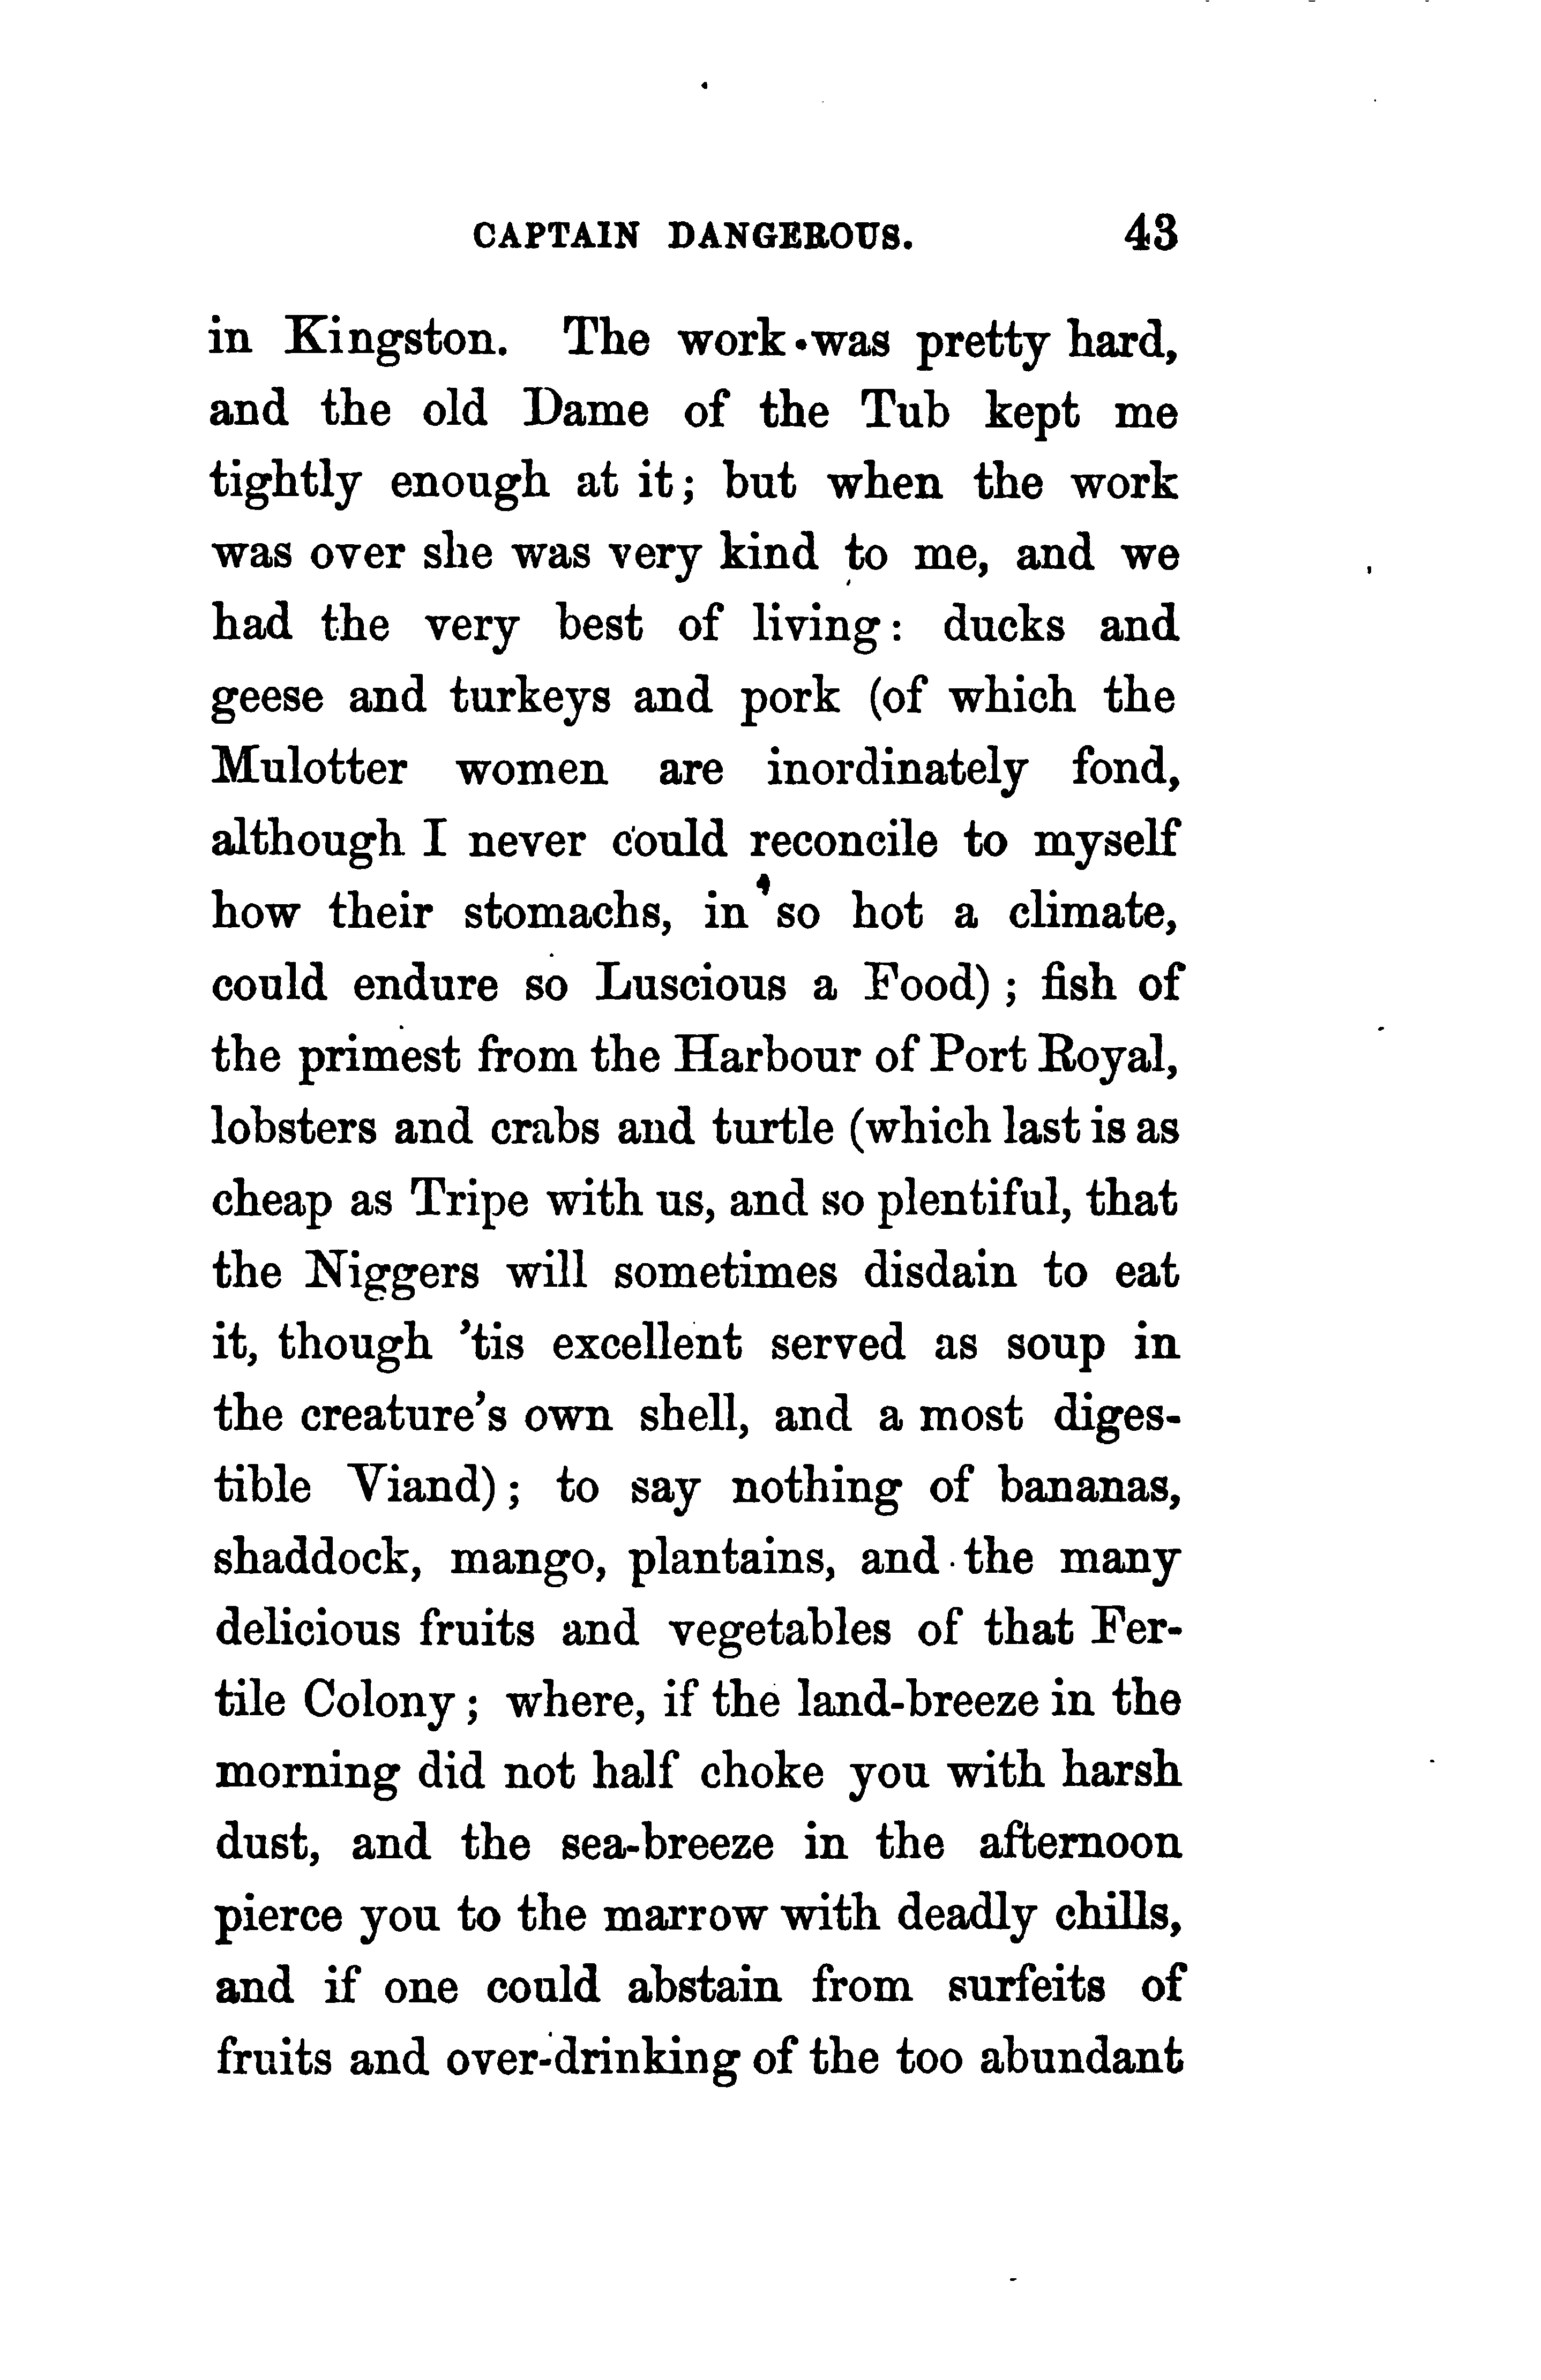 CAPTAIN DANGEROUS. 43
in Kingston. The work was pretty hard,
and the old Dame of the Tub kept me
tightly enough at it; but when the work
was over she was very kind to me, and we
had the very best of living: ducks and
geese and turkeys and pork (of which the
Mulotter women are inordinately fond,
although I never could reconcile to myself
how their stomachs, in so hot a climate,
could endure so Luscious a Food); fish of
the primest from the Harbour of Port Royal,
lobsters and crabs and turtle (which last is as
cheap as Tripe with us, and so plentiful, that
the Niggers will sometimes disdain to eat
it, though 'tis excellent served as soup in
the creature's own shell, and a most diges-
tible Viand); to say nothing of bananas,
shaddock, mango, plantains, and the many
delicious fruits and vegetables of that Fer-
tile Colony; where, if the land-breeze in the
morning did not half choke you with harsh
dust, and the sea-breeze in the afternoon
pierce you to the marrow with deadly chills,
and if one could abstain from surfeits of
fruits and over-drinking of the too abundant